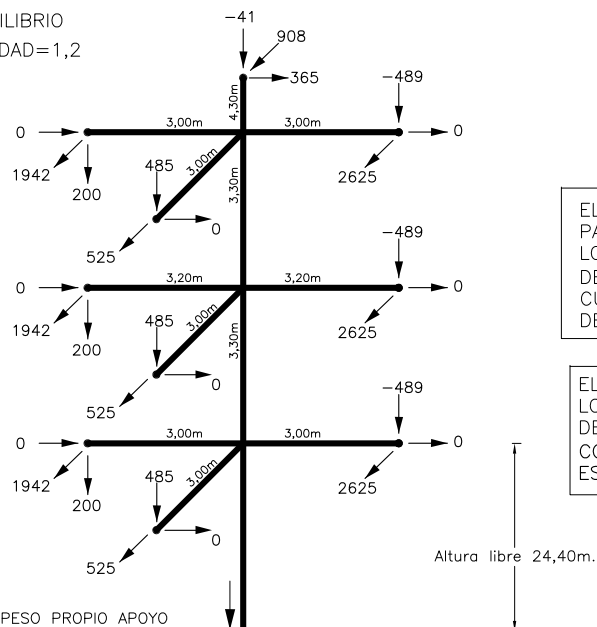 ILIBRIO
DAD=1,2
-41
908
365
4,30m
-489
0
3,00m
3,00m
0
1942
200
485
3,00m
3,30m
2625
0
525
-489
0
3,20m
3,20m
0
1942
200
485
3,00m
3,30m
2625
0
525
-489
0
3,00m
3,00m
0
1942
200
485
3,00m
2625
0
525
Altura libre 24,40m.
PESO PROPIO APOYO
EL
PA
LO
DE
CU
DE
EL
LO
DE
CO
ES